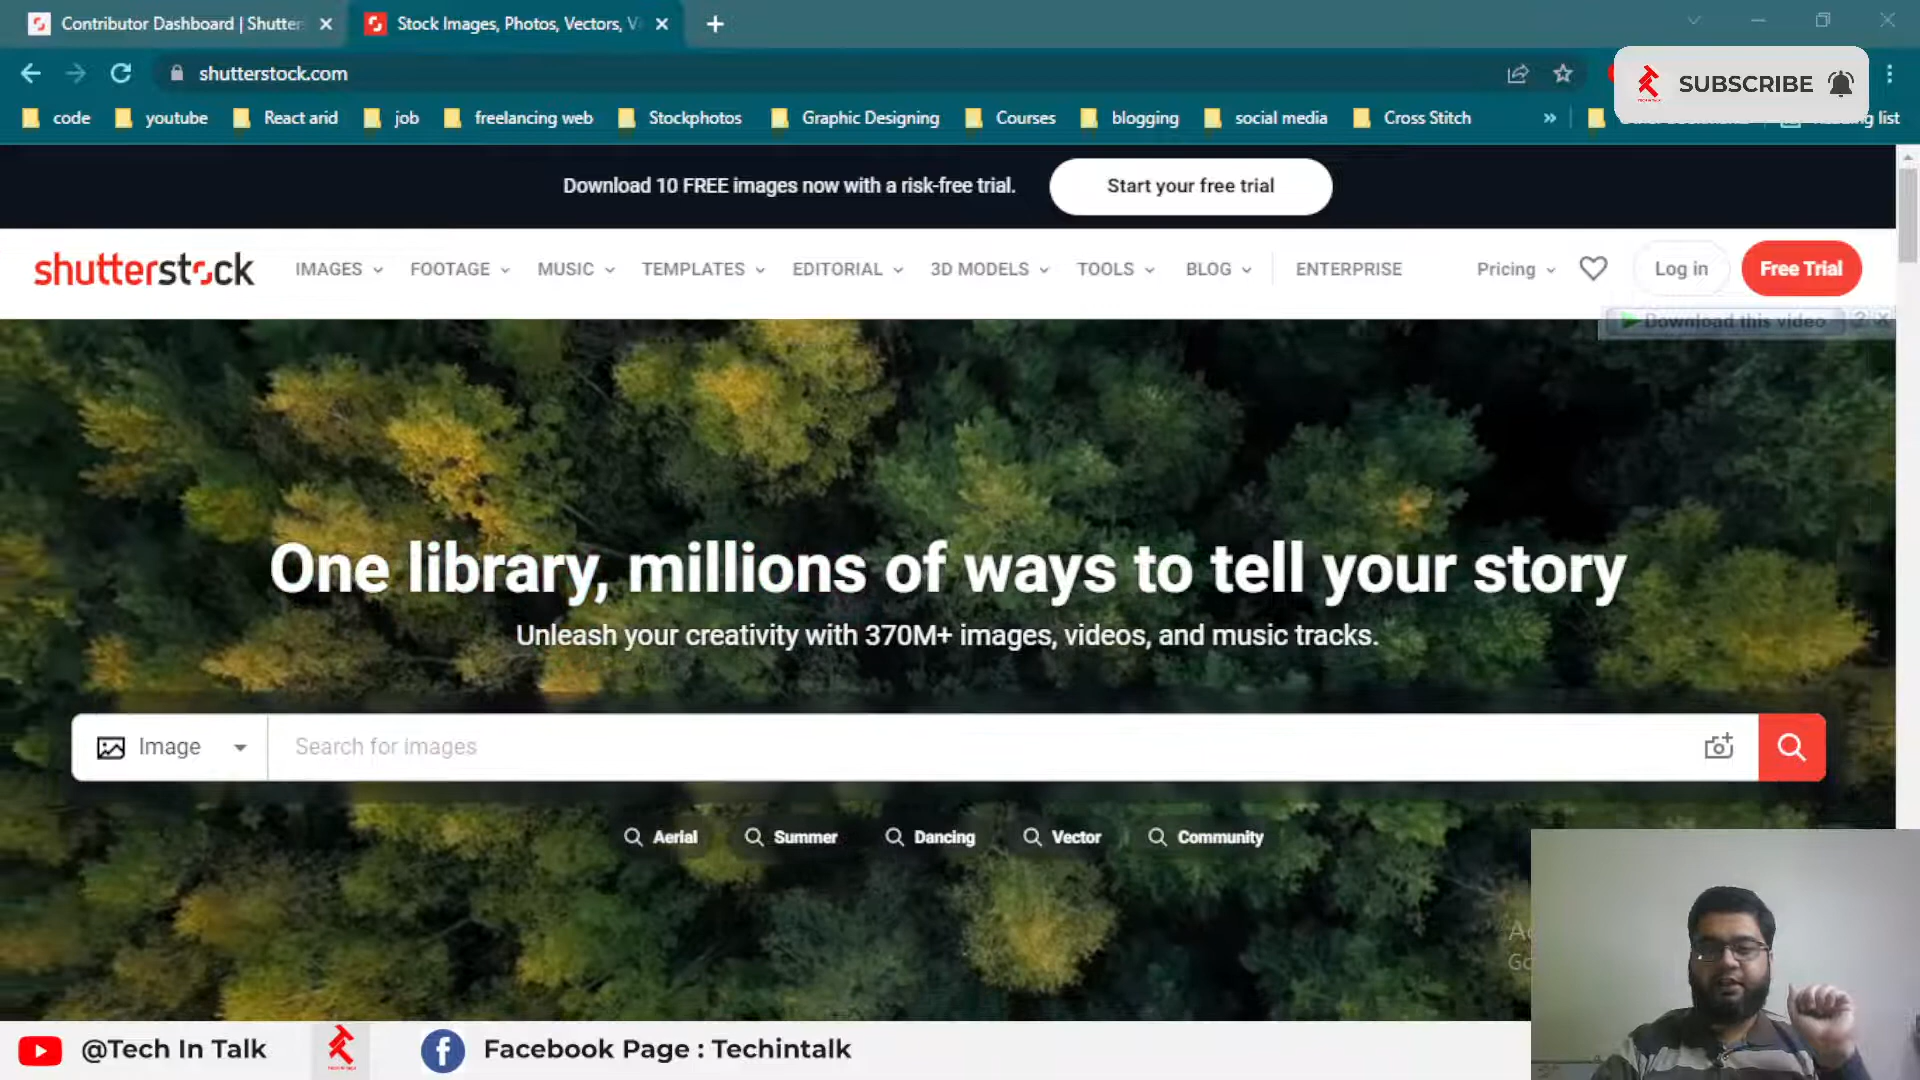 Contributor Dashboard | Shutter
Stock Images, Photos, Vectors, V
shutterstock.com
SUBSCRIBE
code youtube React arid job freelancing web Stockphotos Graphic Designing Courses blogging social media Cross Stitch » Reading list
Download 10 FREE images now with a risk-free trial. Start your free trial
shutterstock IMAGES FOOTAGE MUSIC TEMPLATES EDITORIAL 3D MODELS TOOLS BLOG ENTERPRISE Pricing Log in Free Trial
Download this video ? X
One library, millions of ways to tell your story
Unleash your creativity with 370M+ images, videos, and music tracks.
Image Search for images
Aerial Summer Dancing Vector Community
@Tech In Talk Facebook Page : Techintalk